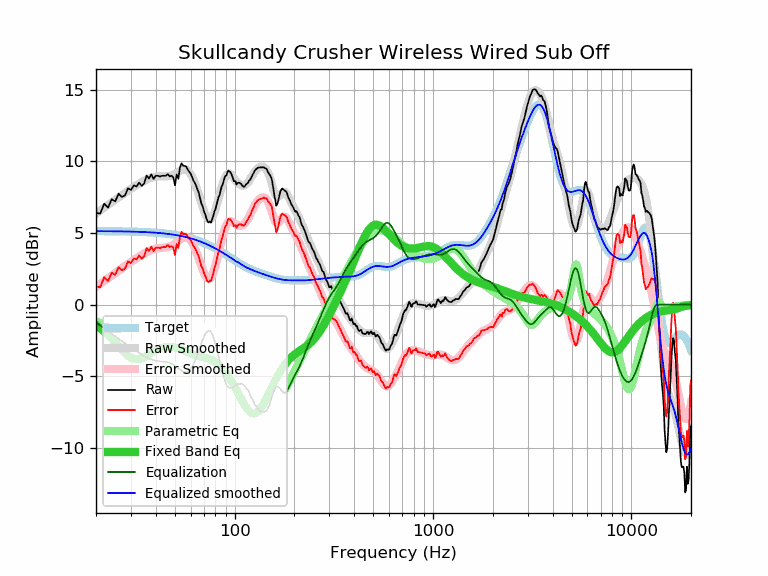 Skullcandy Crusher Wireless Wired Sub Off
15
10
5
0
−5
−10
Amplitude (dBr)
Target
Raw Smoothed
Error Smoothed
Raw
Error
Parametric Eq
Fixed Band Eq
Equalization
Equalized smoothed
100
1000
10000
Frequency (Hz)